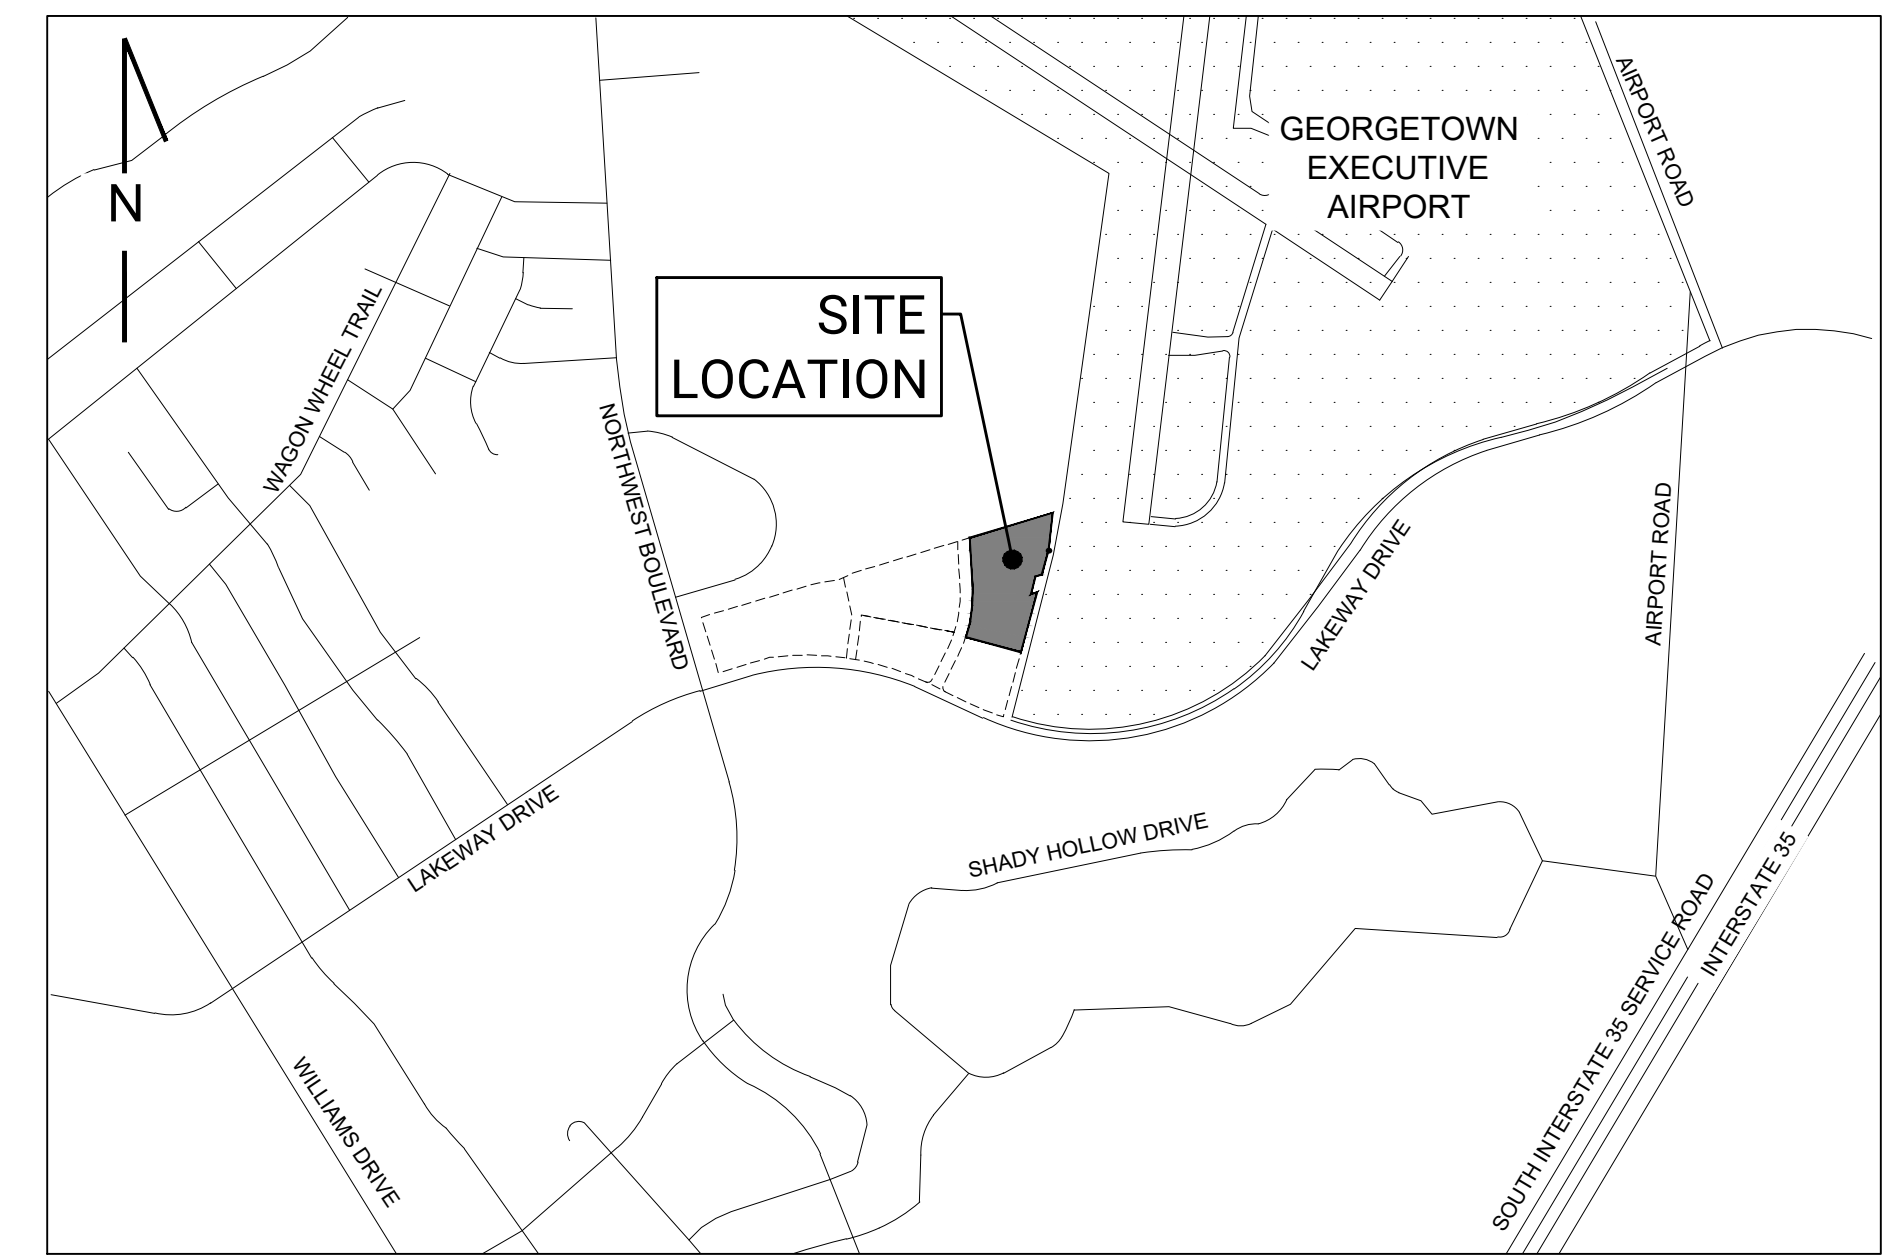 AIRPORT ROAD
GEORGETOWN
EXECUTIVE
AIRPORT
N
SITE
LOCATION
WAGON WHEEL TRAIL
NORTHWEST BOULEVARD
LAKEWAY DRIVE
AIRPORT ROAD
LAKEWAY DRIVE
SHADY HOLLOW DRIVE
INTERSTATE 35
SOUTH INTERSTATE 35 SERVICE ROAD
WILLIAMS DRIVE